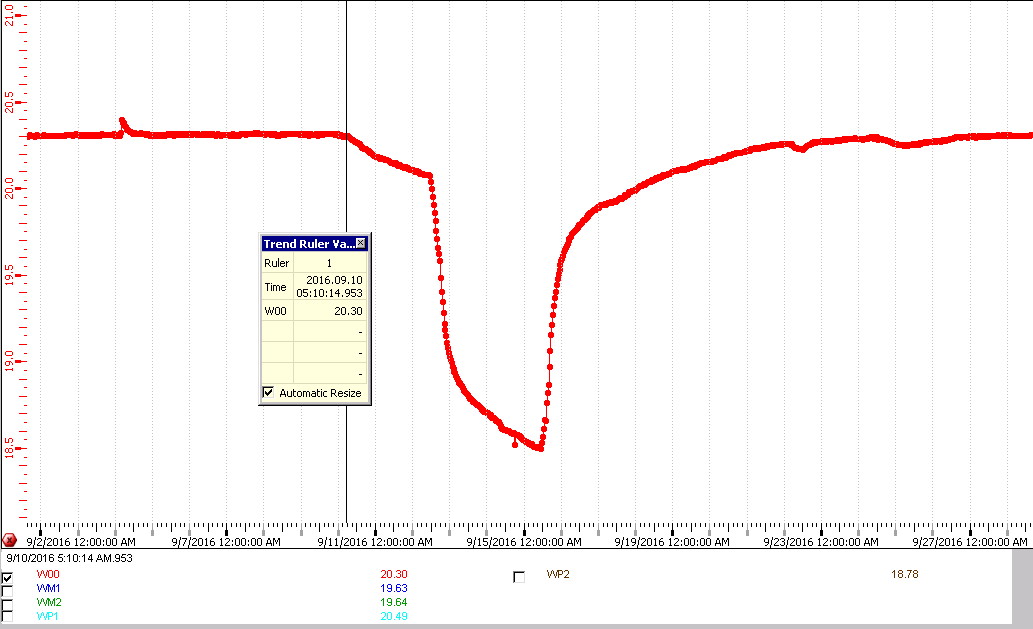 21.0
20.5
20.0
19.5
19.0
18.5
Trend Ruler Va...
Ruler 1
Time 2016.09.10
05:10:14.953
W00 20.30
-
-
-
Automatic Resize
9/2/2016 12:00:00 AM 9/7/2016 12:00:00 AM 9/11/2016 12:00:00 AM 9/15/2016 12:00:00 AM 9/19/2016 12:00:00 AM 9/23/2016 12:00:00 AM 9/27/2016 12:00:00 AM
9/10/2016 5:10:14 AM.953
W00 20.30 WP2 18.78
WM1 19.63
WM2 19.64
WP1 20.49